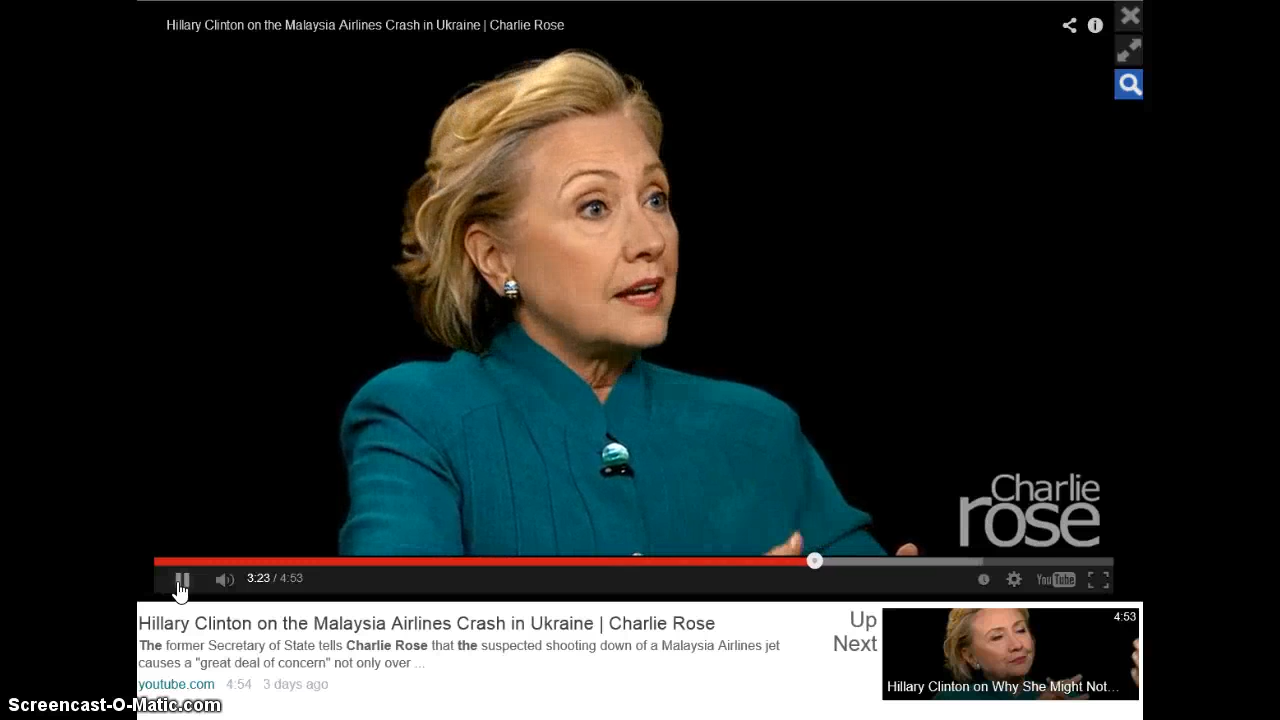 Hillary Clinton on the Malaysia Airlines Crash in Ukraine | Charlie Rose
Charlie
rose
3:23 / 4:53
YouTube
Hillary Clinton on the Malaysia Airlines Crash in Ukraine | Charlie Rose
The former Secretary of State tells Charlie Rose that the suspected shooting down of a Malaysia Airlines jet
causes a "great deal of concern" not only over ...
youtube.com 4:54 3 days ago
Up
Next
4:53
Hillary Clinton on Why She Might Not...
Screencast-O-Matic.com